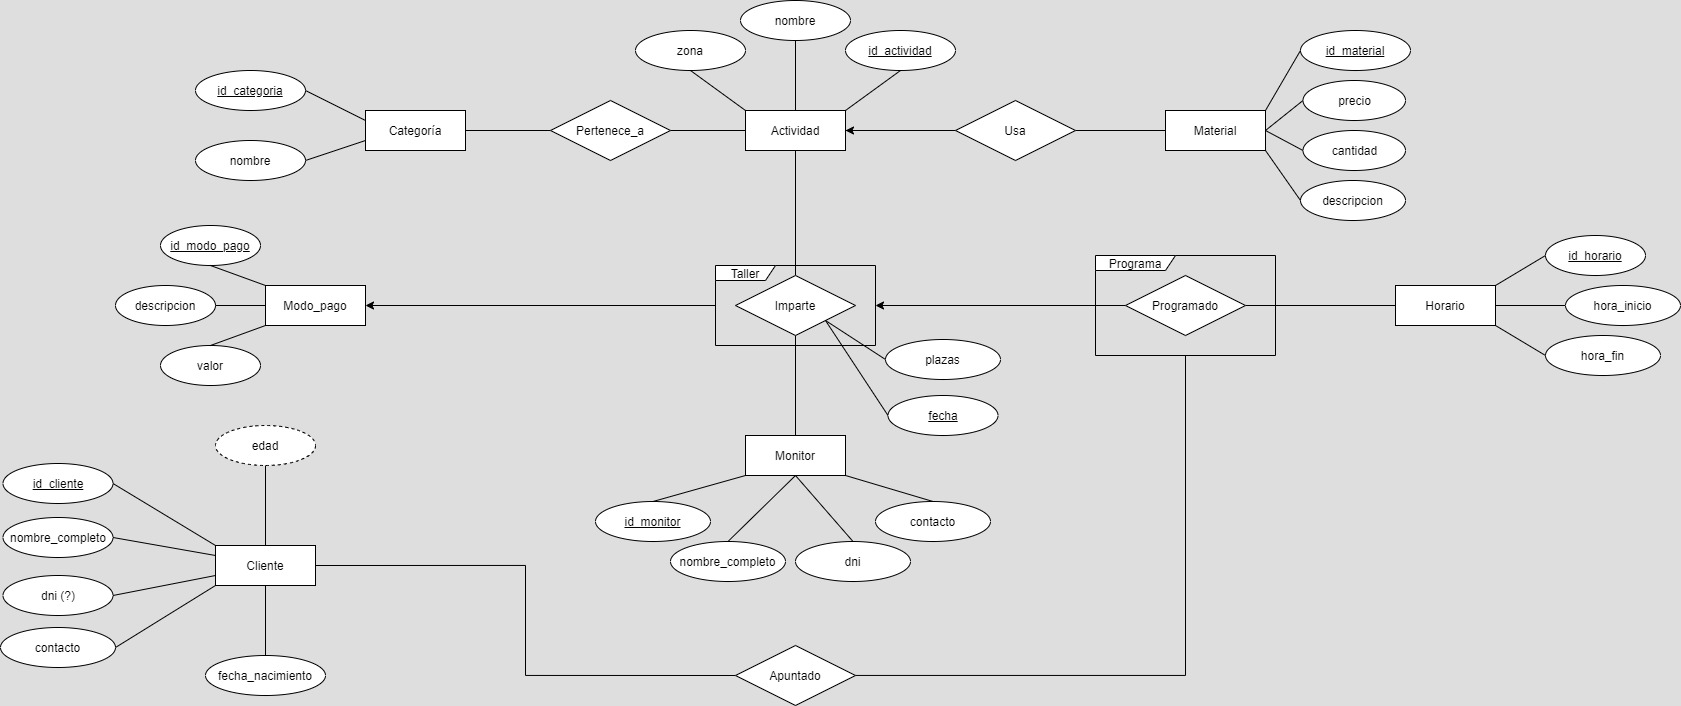 nombre
zona
id_actividad
id_material
id_categoria
precio
Categoría
Pertenece_a
Actividad
Usa
Material
nombre
cantidad
descripcion
id_modo_pago
Taller
Programa
id_horario
descripcion
Modo_pago
Imparte
Programado
Horario
hora_inicio
valor
plazas
hora_fin
fecha
edad
Monitor
id_cliente
id_monitor
contacto
nombre_completo
nombre_completo
dni
Cliente
dni (?)
contacto
fecha_nacimiento
Apuntado